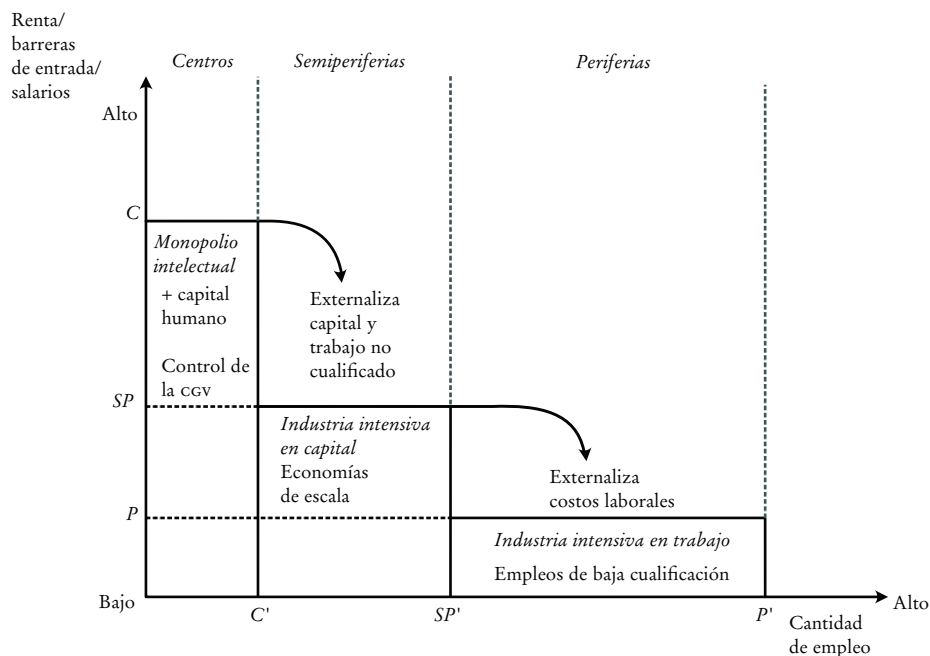 Renta/
barreras
de entrada/
salarios
Centros
Semiperiferias
Periferias
Alto
C
Monopolio
intelectual
+ capital
humano
Control de
la CGV
Externaliza
capital y
trabajo no
cualificado
SP
Industria intensiva
en capital
Economías
de escala
Externaliza
costos laborales
P
Industria intensiva en trabajo
Empleos de baja cualificación
Bajo
C'
SP'
P'
Alto
Cantidad
de empleo